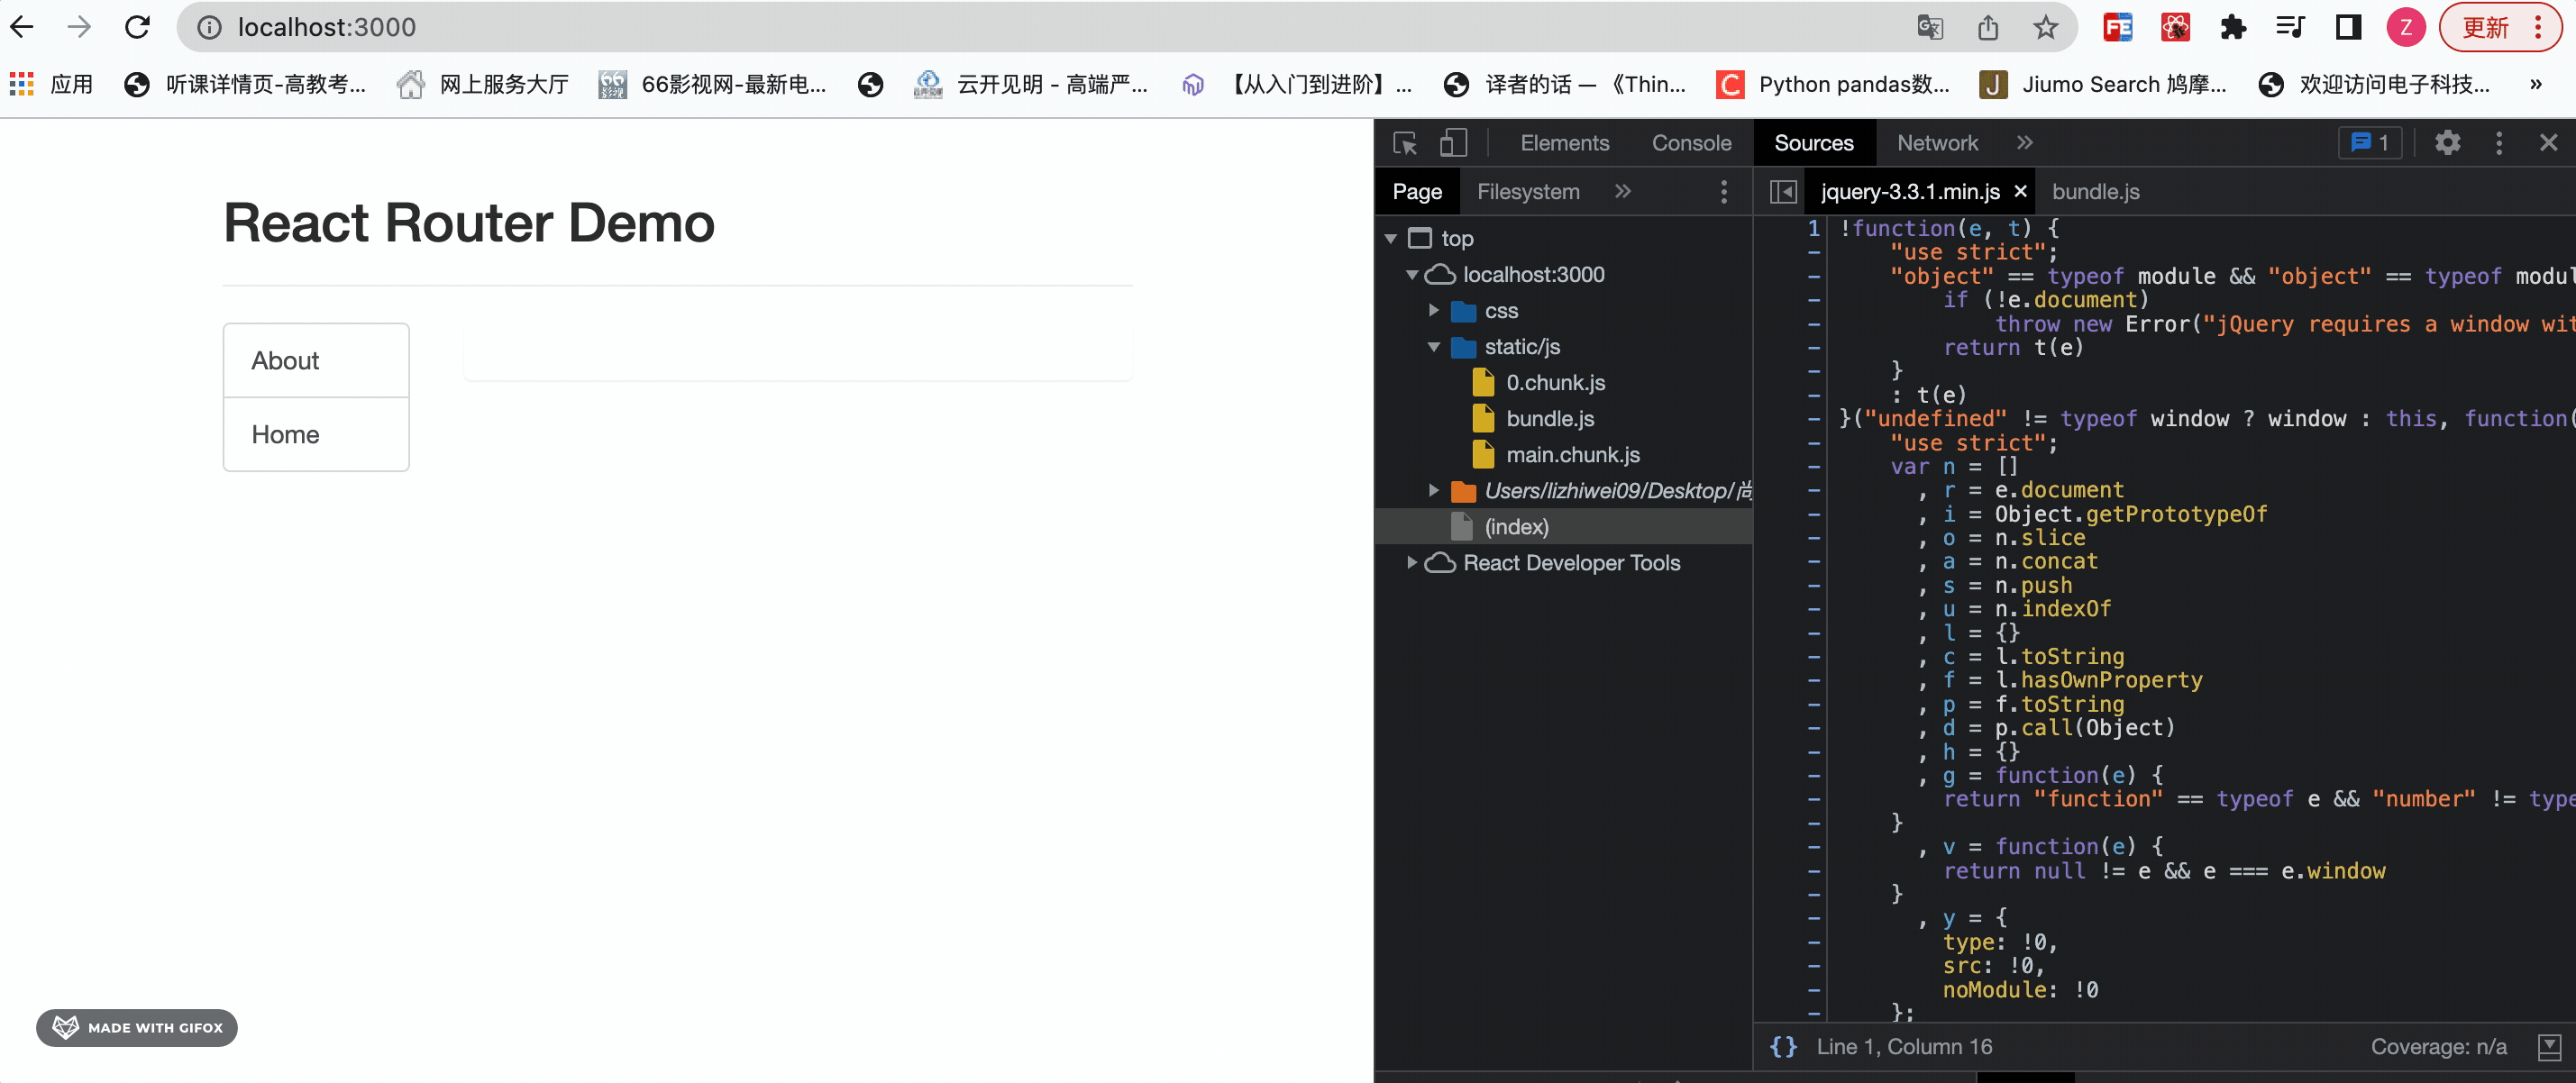 localhost:3000
更新
应用
听课详情页-高教考...
网上服务大厅
66影视网-最新电...
云开见明 - 高端严...
【从入门到进阶】...
译者的话 — 《Thin...
Python pandas数...
Jiumo Search 鸠摩...
欢迎访问电子科技...
»
React Router Demo
About
Home
MADE WITH GIFOX
Elements Console Sources Network » 1
Page Filesystem »
top
localhost:3000
css
static/js
0.chunk.js
bundle.js
main.chunk.js
Users/lizhiwei09/Desktop/尚
(index)
React Developer Tools
jquery-3.3.1.min.js × bundle.js
1 !function(e, t) {
"use strict";
"object" == typeof module && "object" == typeof modul
if (!e.document)
throw new Error("jQuery requires a window wit
return t(e)
}
: t(e)
}("undefined" != typeof window ? window : this, function(
"use strict";
var n = []
, r = e.document
, i = Object.getPrototypeOf
, o = n.slice
, a = n.concat
, s = n.push
, u = n.indexOf
, l = {}
, c = l.toString
, f = l.hasOwnProperty
, p = f.toString
, d = p.call(Object)
, h = {}
, g = function(e) {
return "function" == typeof e && "number" != type
}
, v = function(e) {
return null != e && e === e.window
}
, y = {
type: !0,
src: !0,
noModule: !0
};
{} Line 1, Column 16
Coverage: n/a